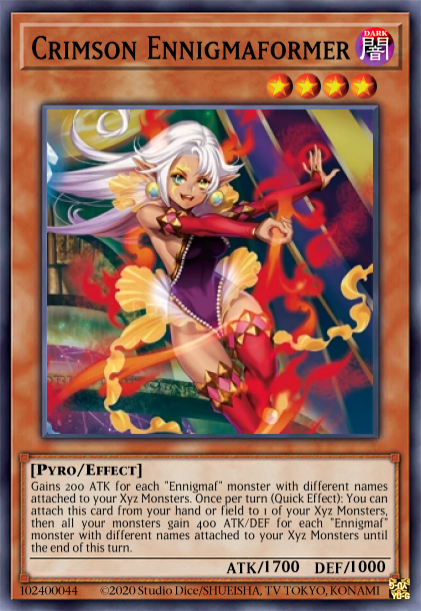 Crimson Ennigmaformer
DARK
闇
[Pyro/Effect]
Gains 200 ATK for each "Ennigmaf" monster with different names
attached to your Xyz Monsters. Once per turn (Quick Effect): You can
attach this card from your hand or field to 1 of your Xyz Monsters,
then all your monsters gain 400 ATK/DEF for each "Ennigmaf"
monster with different names attached to your Xyz Monsters until
the end of this turn.
ATK/1700 DEF/1000
102400044 ©2020 Studio Dice/SHUEISHA, TV TOKYO, KONAMI